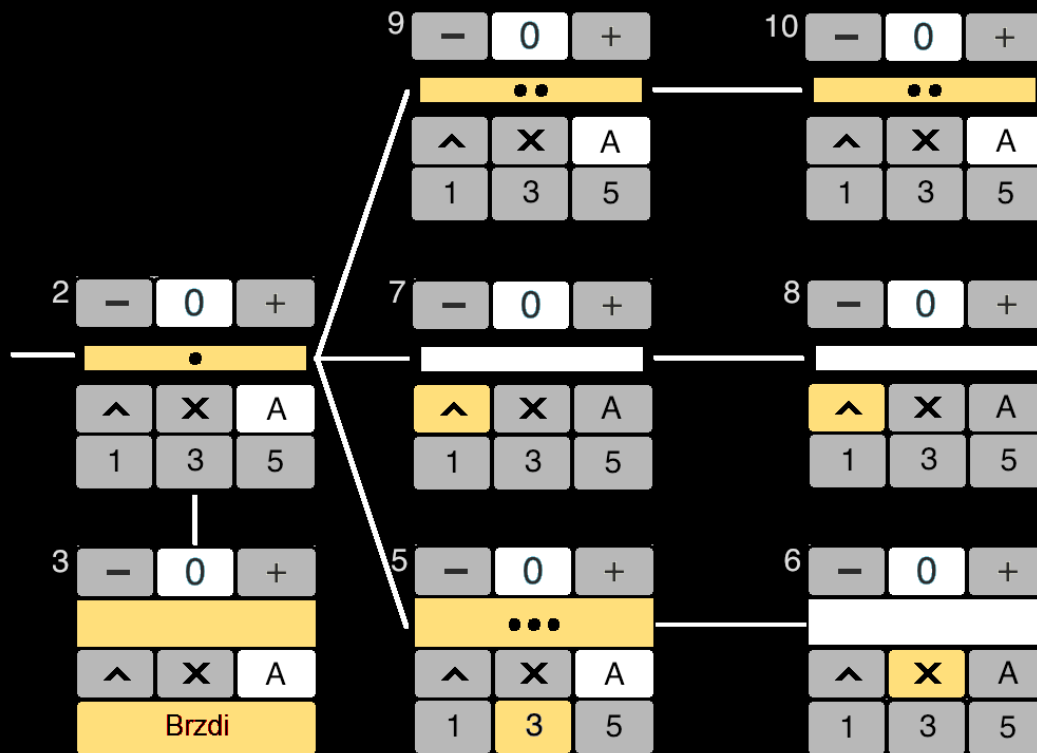 9 − 0 + 10 − 0 +
^ X A ^ X A
1 3 5 1 3 5
2 − 0 + 7 − 0 + 8 − 0 +
^ X A ^ X A ^ X A
1 3 5 1 3 5 1 3 5
3 − 0 + 5 − 0 + 6 − 0 +
^ X A ^ X A ^ X A
Brzdi 1 3 5 1 3 5